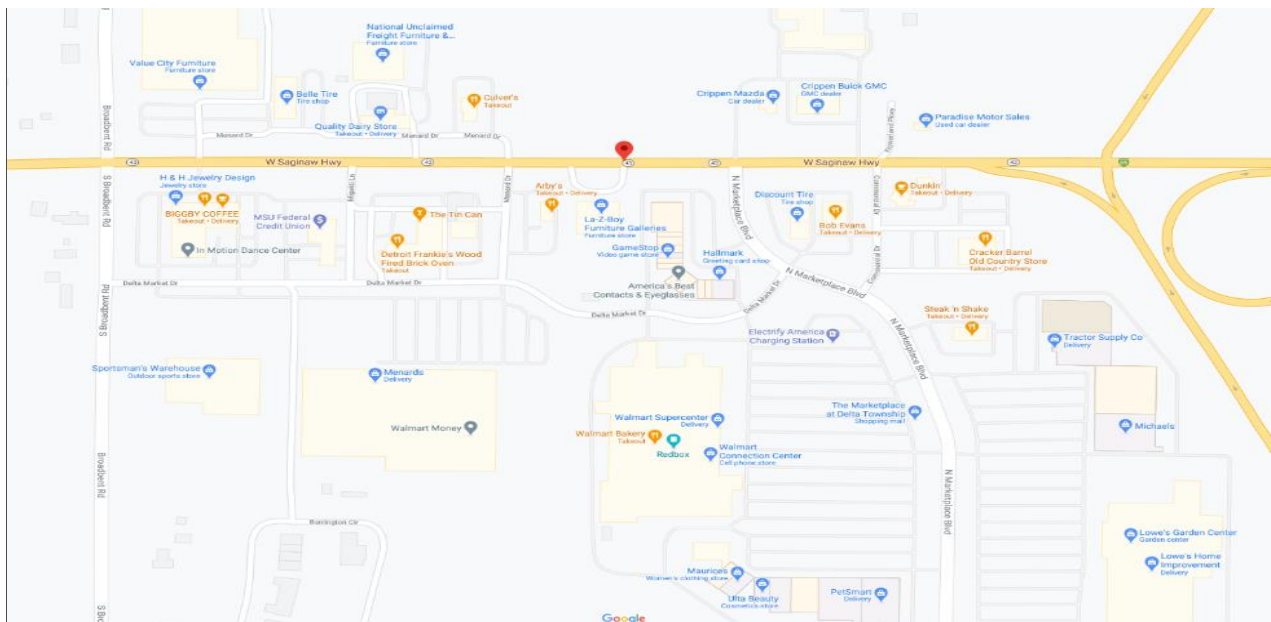 National Unclaimed
Freight Furniture &...
Furniture store
Value City Furniture
Furniture store
Belle Tire
Tire shop
Culver's
Takeout
Quality Dairy Store
Takeout • Delivery
Menard Dr
Menard Dr
Crippen Mazda
Car dealer
Crippen Buick GMC
GMC dealer
Paradise Motor Sales
Used car dealer
Broadbent Rd
43
W Saginaw Hwy
43
43
43
W Saginaw Hwy
43
S Broadbent Rd
H & H Jewelry Design
Jewelry store
BIGGBY COFFEE
Takeout • Delivery
MSU Federal
Credit Union
In Motion Dance Center
The Tin Can
Detroit Frankie's Wood
Fired Brick Oven
Takeout
Arby's
Takeout • Delivery
La-Z-Boy
Furniture Galleries
Furniture store
GameStop
Video game store
Hallmark
Greeting card shop
America's Best
Contacts & Eyeglasses
N Marketplace Blvd
Discount Tire
Tire shop
Bob Evans
Takeout • Delivery
Dunkin'
Takeout • Delivery
Commercial Dr
Commercial Dr
Cracker Barrel
Old Country Store
Takeout • Delivery
Delta Market Dr
Delta Market Dr
Delta Market Dr
Delta Market Dr
N Marketplace Blvd
S Broadbent Rd
Steak 'n Shake
Takeout • Delivery
Electrify America
Charging Station
N Marketplace Blvd
Tractor Supply Co
Delivery
Sportsman's Warehouse
Outdoor sports store
Menards
Delivery
Walmart Money
Walmart Supercenter
Delivery
Walmart Bakery
Takeout
Redbox
Walmart
Connection Center
Cell phone store
The Marketplace
at Delta Township
Shopping mall
Michaels
Broadbent Rd
N Marketplace Blvd
Lowe's Garden Center
Garden center
Lowe's Home
Improvement
Delivery
Maurices
Women's clothing store
Ulta Beauty
Cosmetics store
PetSmart
Delivery
S Bro
Google